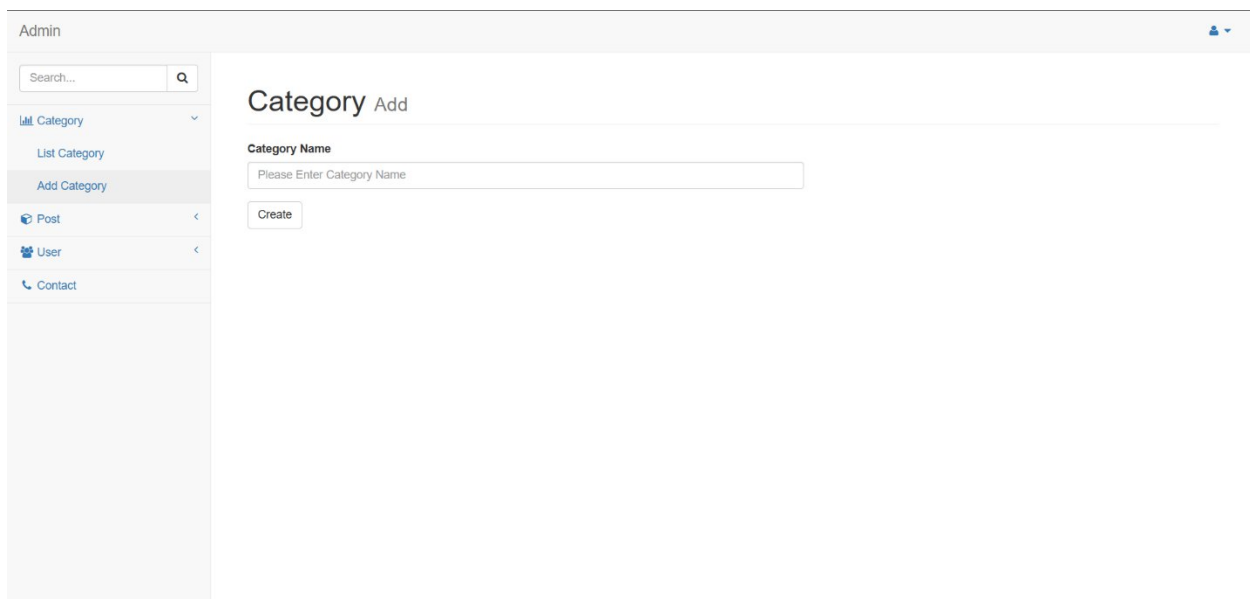 Admin
Search...
Category
List Category
Add Category
Post
User
Contact
Category Add
Category Name
Please Enter Category Name
Create